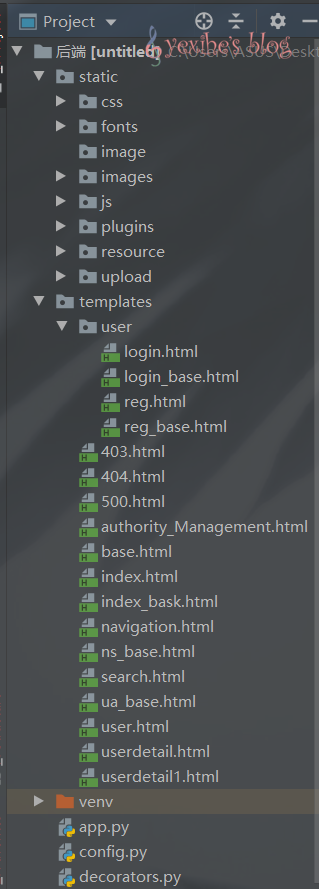 Project
yexibe's blog
后端 [untitled] C:\Users\ASUS\Deskt
static
css
fonts
image
images
js
plugins
resource
upload
templates
user
login.html
login_base.html
reg.html
reg_base.html
403.html
404.html
500.html
authority_Management.html
base.html
index.html
index_bask.html
navigation.html
ns_base.html
search.html
ua_base.html
user.html
userdetail.html
userdetail1.html
venv
app.py
config.py
decorators.py